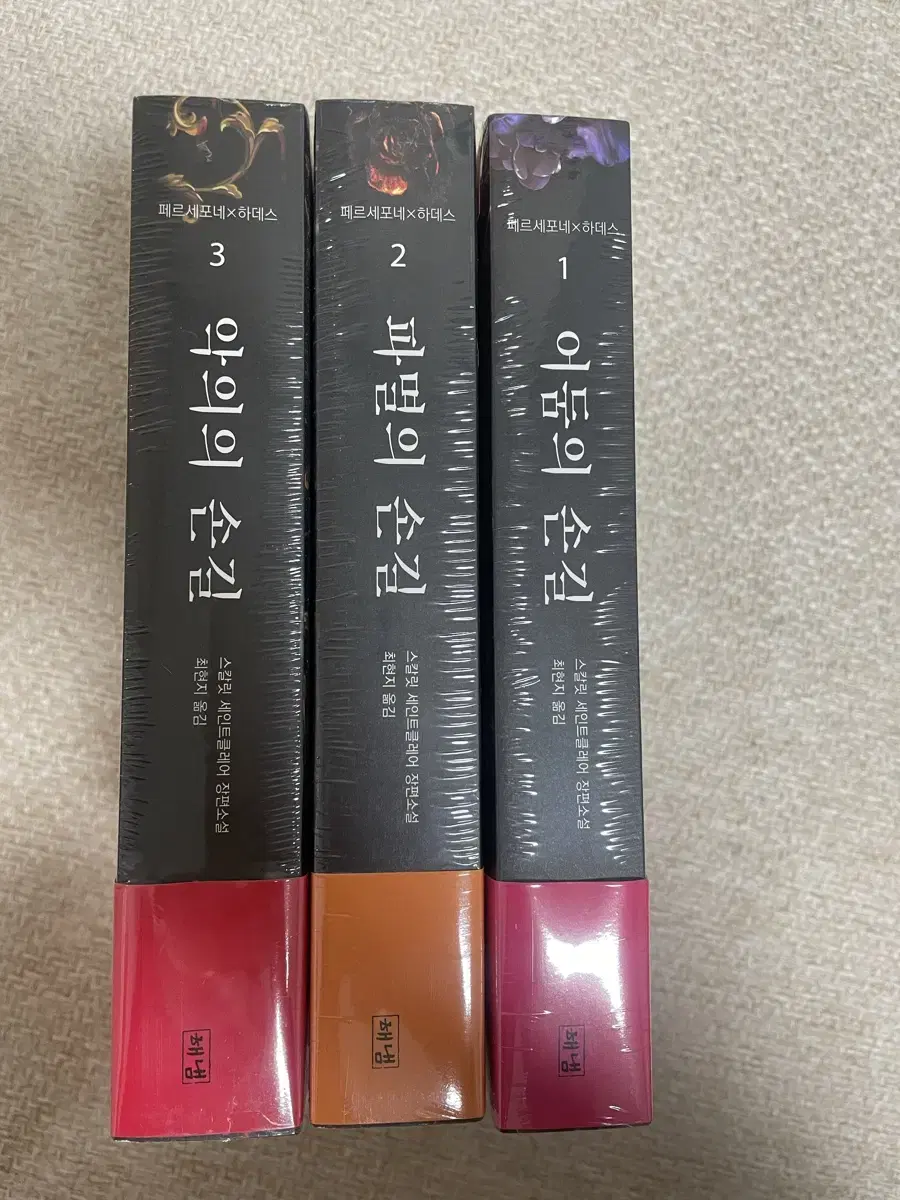 페르세포네×하데스
3
악의의 손길
스칼릿 세인트클레어 장편소설
최현지 옮김
해냄
페르세포네×하데스
2
파멸의 손길
스칼릿 세인트클레어 장편소설
최현지 옮김
해냄
페르세포네×하데스
1
어둠의 손길
스칼릿 세인트클레어 장편소설
최현지 옮김
해냄